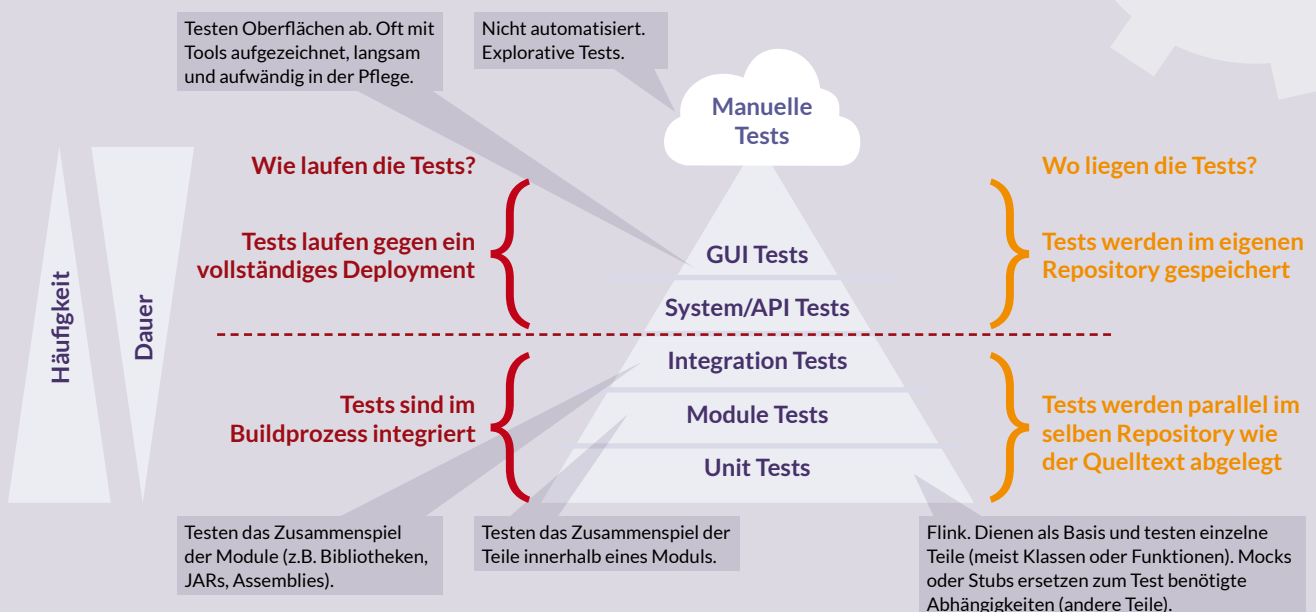 Testen Oberflächen ab. Oft mit
Tools aufgezeichnet, langsam
und aufwändig in der Pflege.
Nicht automatisiert.
Explorative Tests.
Manuelle
Tests
Wie laufen die Tests?
Wo liegen die Tests?
Tests laufen gegen ein
vollständiges Deployment
GUI Tests
System/API Tests
Tests werden im eigenen
Repository gespeichert
Häufigkeit
Dauer
Tests sind im
Buildprozess integriert
Integration Tests
Module Tests
Unit Tests
Tests werden parallel im
selben Repository wie
der Quelltext abgelegt
Testen das Zusammenspiel
der Module (z.B. Bibliotheken,
JARs, Assemblies).
Testen das Zusammenspiel der
Teile innerhalb eines Moduls.
Flink. Dienen als Basis und testen einzelne
Teile (meist Klassen oder Funktionen). Mocks
oder Stubs ersetzen zum Test benötigte
Abhängigkeiten (andere Teile).